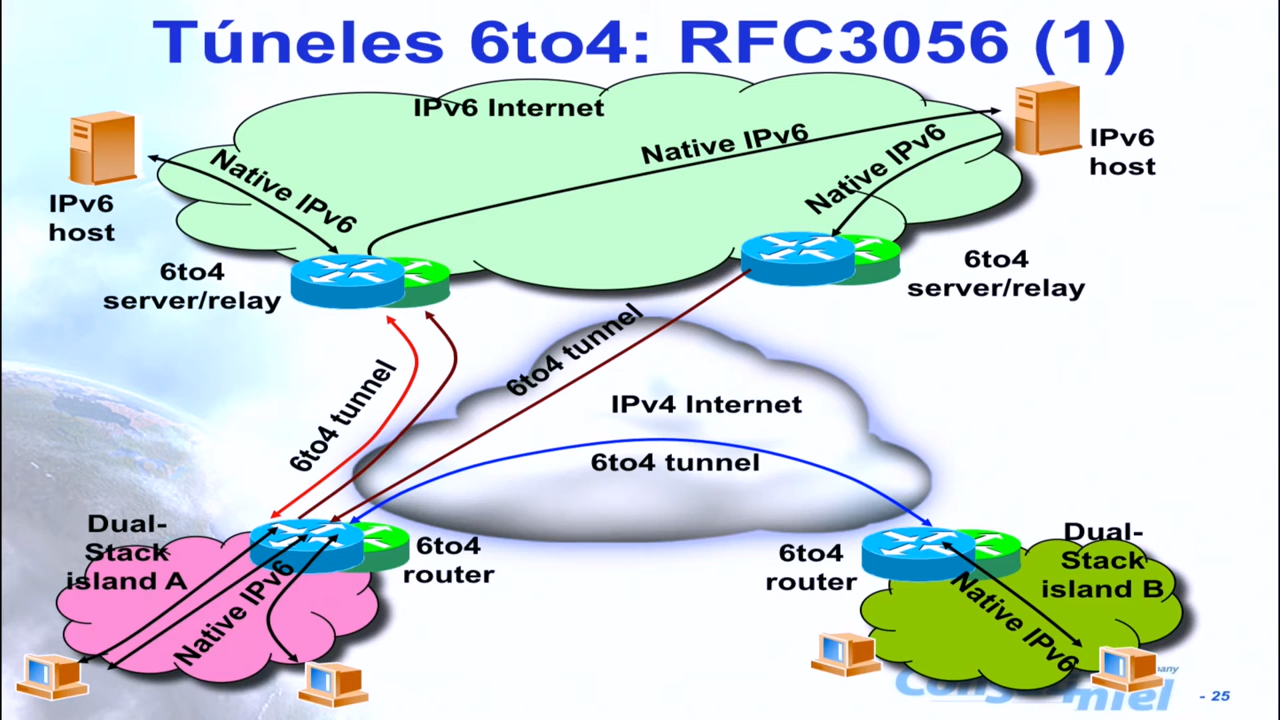 Túneles 6to4: RFC3056 (1)
IPv6 Internet
Native IPv6
Native IPv6
Native IPv6
IPv6
host
IPv6
host
6to4
server/relay
6to4
server/relay
6to4 tunnel
6to4 tunnel
IPv4 Internet
6to4 tunnel
Dual-
Stack
island A
6to4
router
6to4
router
Dual-
Stack
island B
Native IPv6
Native IPv6
- 25